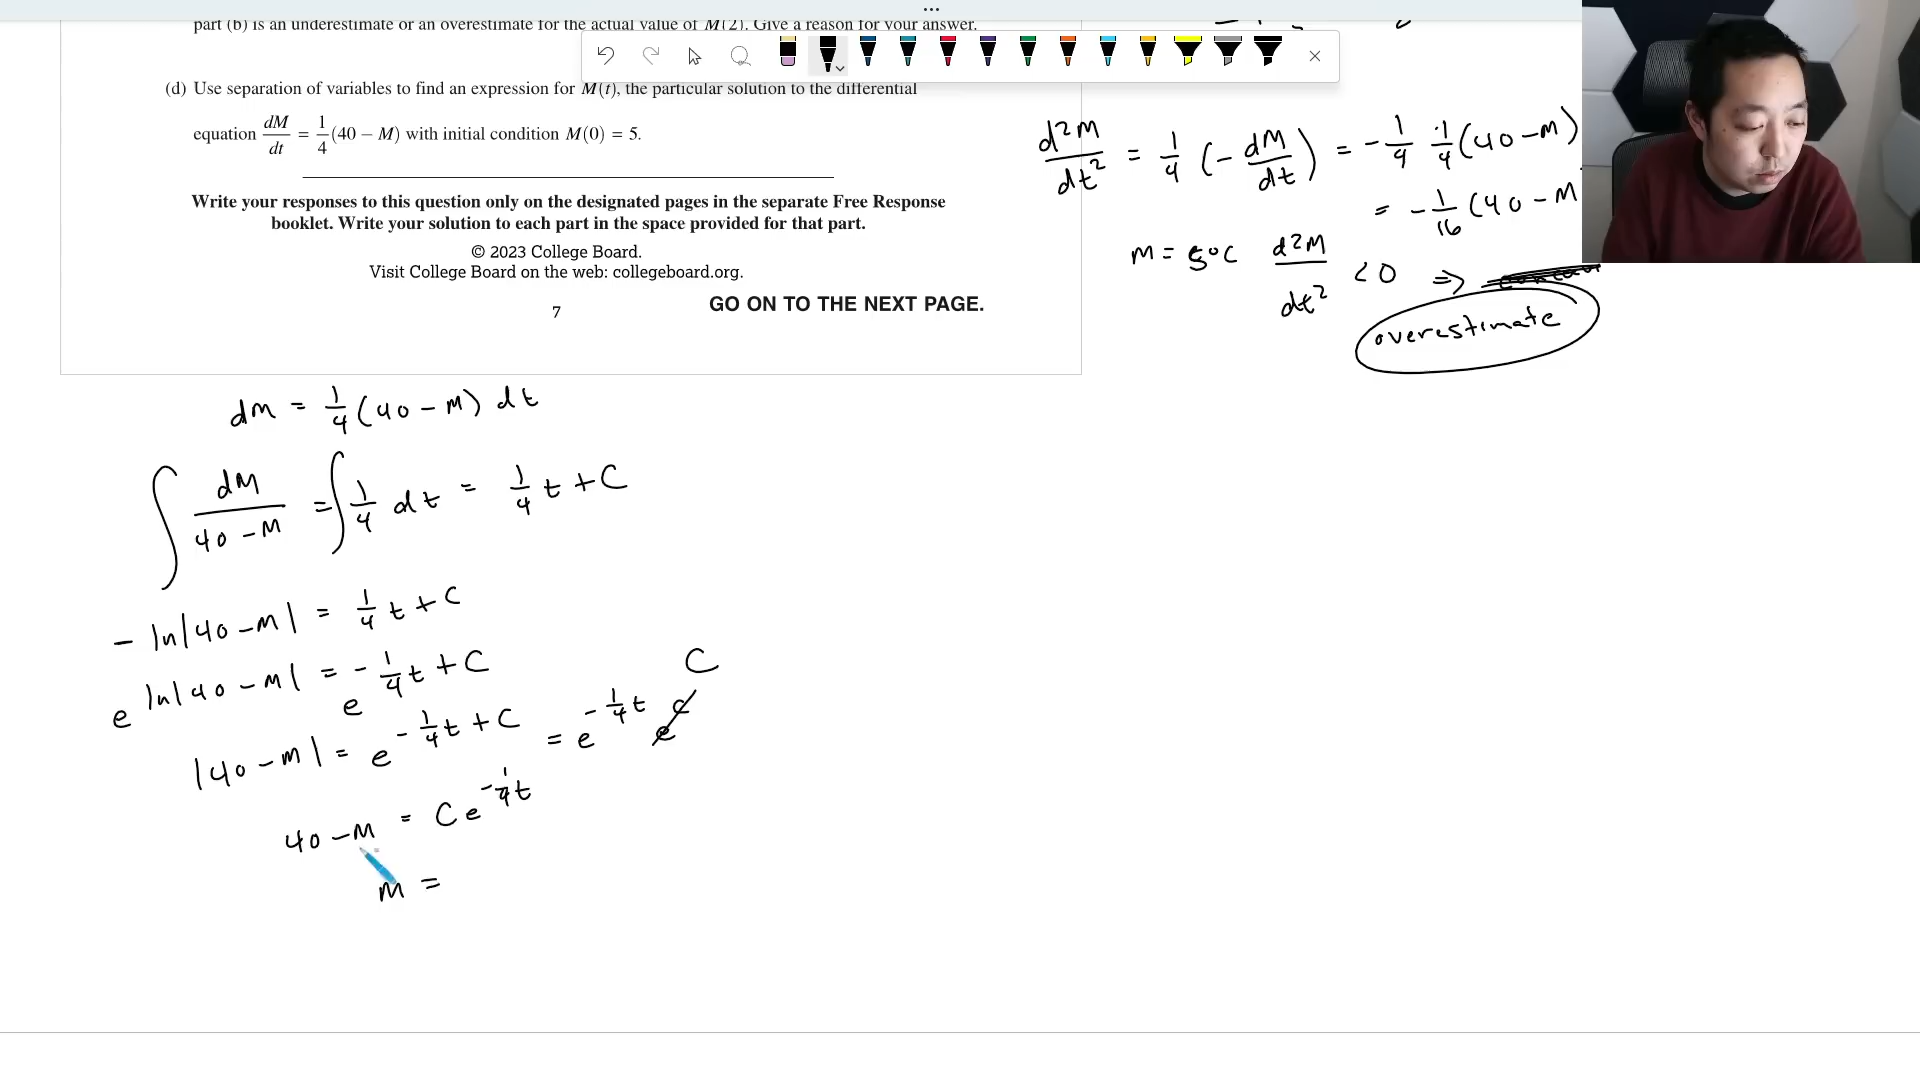 ...
part (b) is an underestimate or an overestimate for the actual value of M(2). Give a reason for your answer.
(d) Use separation of variables to find an expression for M(t), the particular solution to the differential
equation dM/dt = 1/4(40 − M) with initial condition M(0) = 5.
Write your responses to this question only on the designated pages in the separate Free Response
booklet. Write your solution to each part in the space provided for that part.
© 2023 College Board.
Visit College Board on the web: collegeboard.org.
7
GO ON TO THE NEXT PAGE.
d²M/dt² = 1/4 (− dM/dt) = − 1/4 · 1/4 (40 − M)
= − 1/16 (40 − M
M = 5°C d²M/dt² < 0 ⇒
overestimate
dM = 1/4 (40 − M) dt
∫ dM/(40 − M) = ∫ 1/4 dt = 1/4 t + C
− ln|40 − M| = 1/4 t + C
e^(ln|40 − M|) = e^(− 1/4 t + C)
|40 − M| = e^(− 1/4 t + C) = e^(− 1/4 t) e^C C
40 − M = C e^(− 1/4 t)
M =